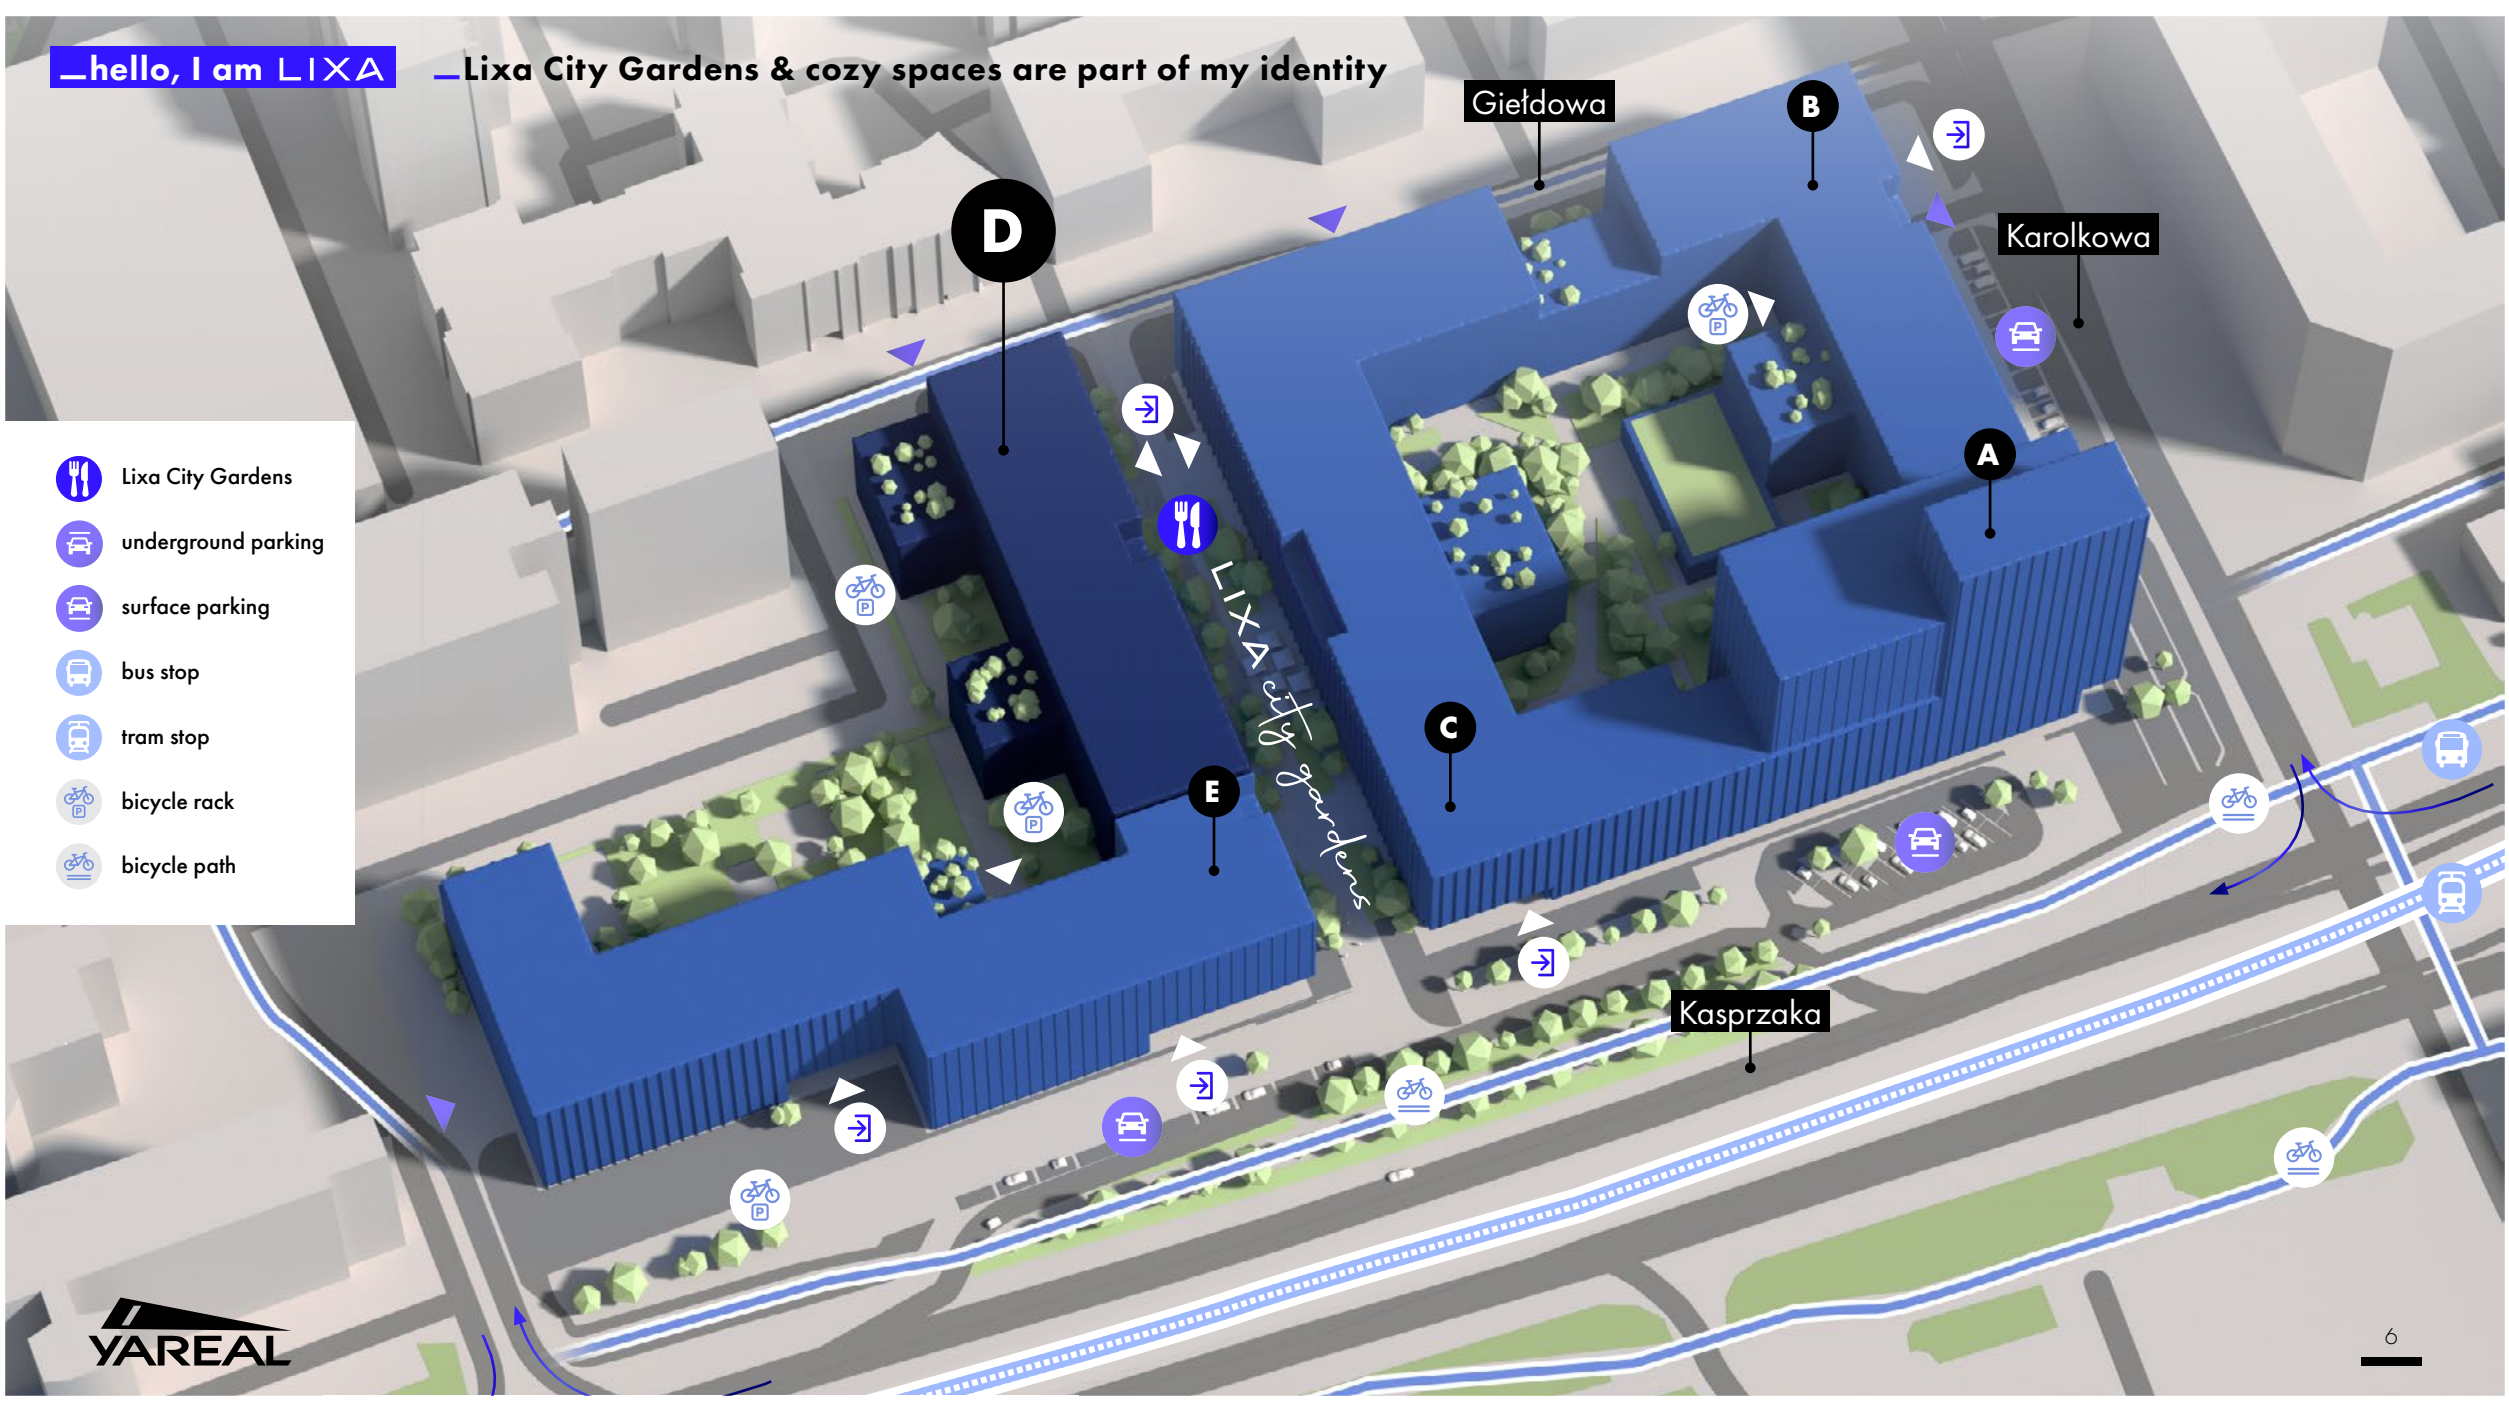 _hello, I am LIXA
_Lixa City Gardens & cozy spaces are part of my identity
Giełdowa
B
D
Karolkowa
A
Lixa City Gardens
underground parking
surface parking
bus stop
tram stop
bicycle rack
bicycle path
P
P
P
P
P
LIXA city gardens
C
E
Kasprzaka
YAREAL
6